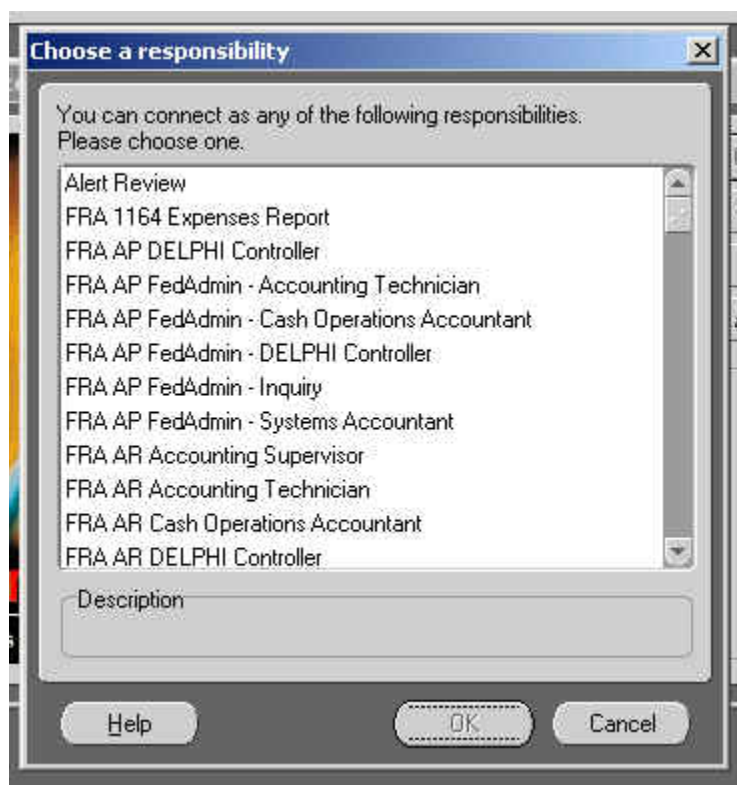 Choose a responsibility
You can connect as any of the following responsibilities.
Please choose one.
Alert Review
FRA 1164 Expenses Report
FRA AP DELPHI Controller
FRA AP FedAdmin - Accounting Technician
FRA AP FedAdmin - Cash Operations Accountant
FRA AP FedAdmin - DELPHI Controller
FRA AP FedAdmin - Inquiry
FRA AP FedAdmin - Systems Accountant
FRA AR Accounting Supervisor
FRA AR Accounting Technician
FRA AR Cash Operations Accountant
FRA AR DELPHI Controller
Description
Help
OK
Cancel